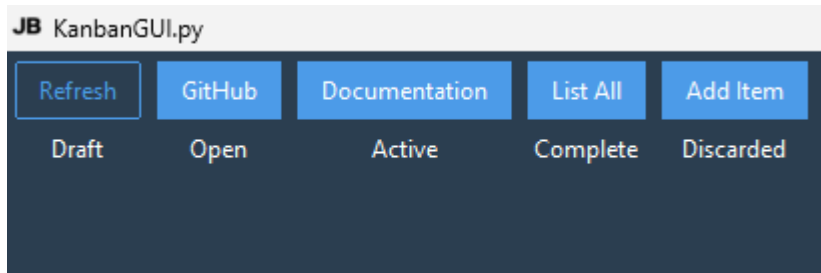 JB KanbanGUI.py
Refresh GitHub Documentation List All Add Item
Draft Open Active Complete Discarded